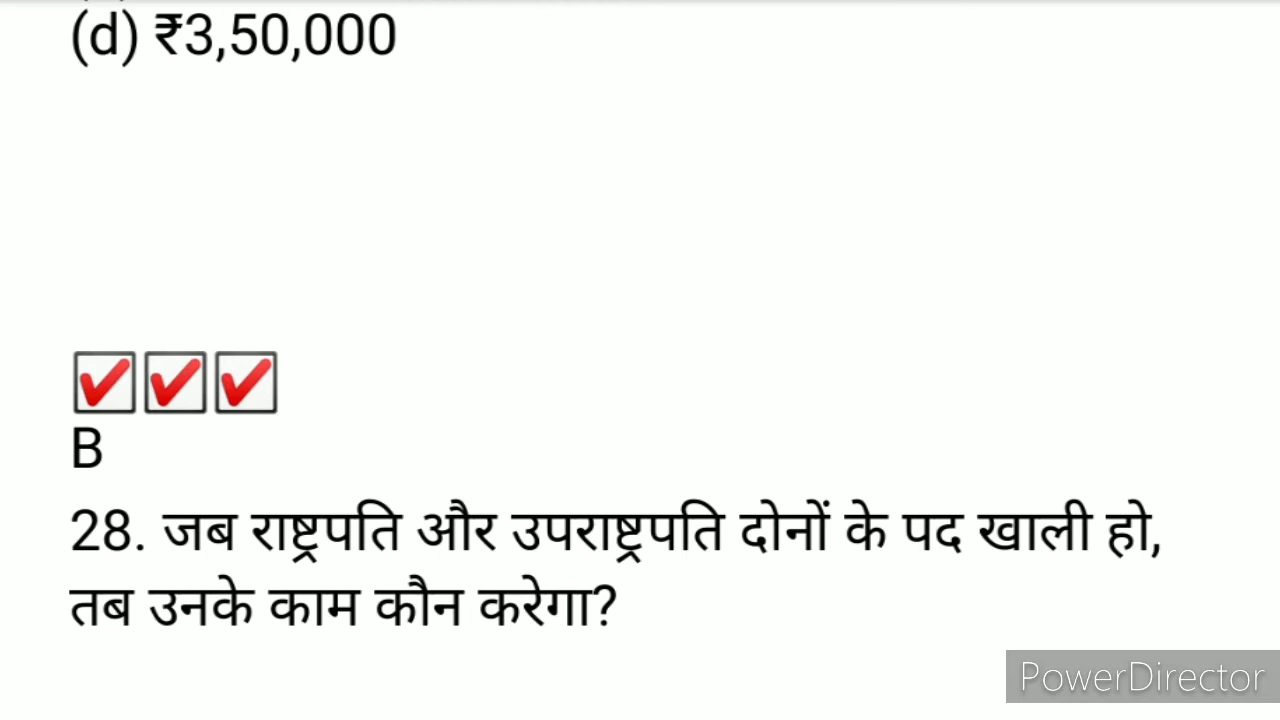 (d) ₹3,50,000
B
28. जब राष्ट्रपति और उपराष्ट्रपति दोनों के पद खाली हो,
तब उनके काम कौन करेगा?
PowerDirector